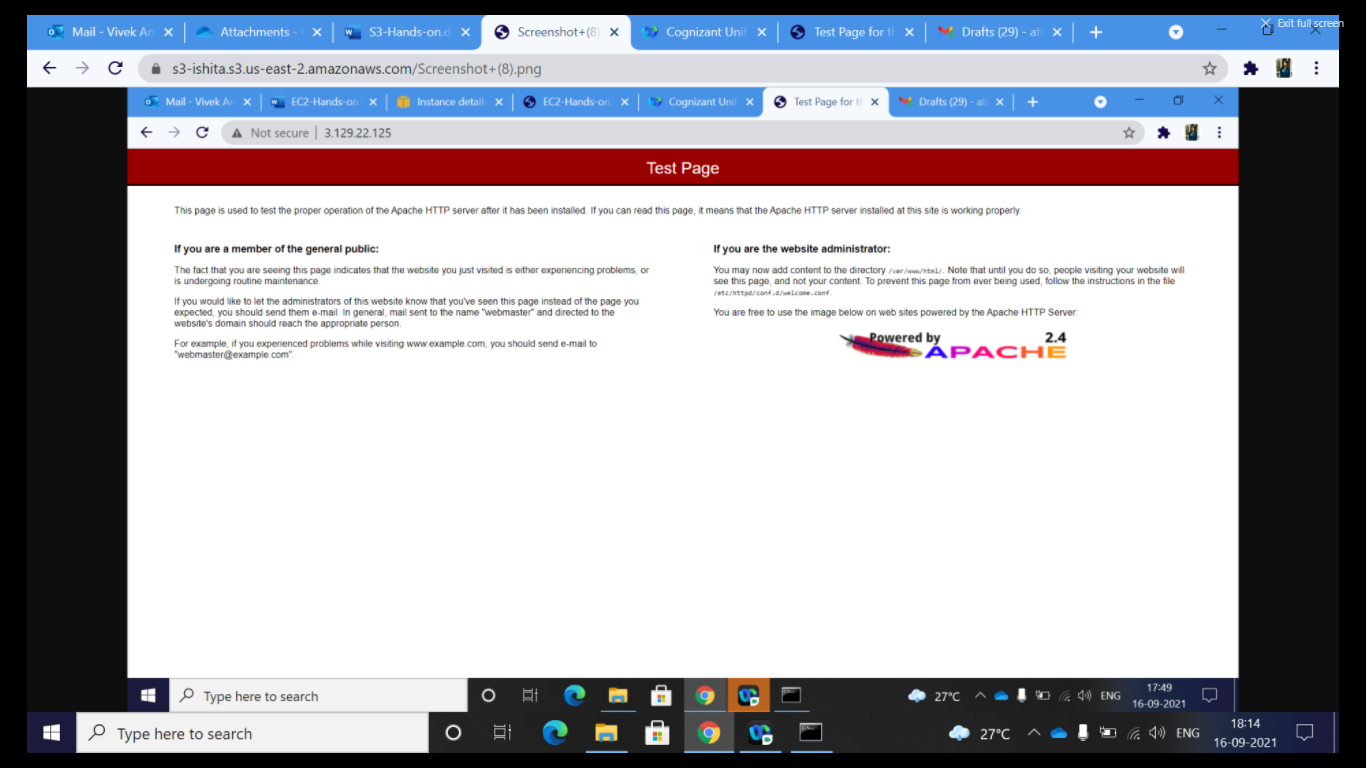 Exit full screen
Mail - Vivek An
Attachments -
S3-Hands-on.d
Screenshot+(8)
Cognizant Unif
Test Page for t
Drafts (29) - at
s3-ishita.s3.us-east-2.amazonaws.com/Screenshot+(8).png
Mail - Vivek An
EC2-Hands-on
Instance detail
EC2-Hands-on
Cognizant Unif
Test Page for t
Drafts (29) - at
Not secure | 3.129.22.125
Test Page
This page is used to test the proper operation of the Apache HTTP server after it has been installed. If you can read this page, it means that the Apache HTTP server installed at this site is working properly.
If you are a member of the general public:
The fact that you are seeing this page indicates that the website you just visited is either experiencing problems, or
is undergoing routine maintenance.
If you would like to let the administrators of this website know that you've seen this page instead of the page you
expected, you should send them e-mail. In general, mail sent to the name "webmaster" and directed to the
website's domain should reach the appropriate person.
For example, if you experienced problems while visiting www.example.com, you should send e-mail to
"webmaster@example.com".
If you are the website administrator:
You may now add content to the directory /var/www/html/. Note that until you do so, people visiting your website will
see this page, and not your content. To prevent this page from ever being used, follow the instructions in the file
/etc/httpd/conf.d/welcome.conf.
You are free to use the image below on web sites powered by the Apache HTTP Server:
Powered by 2.4
APACHE
Type here to search
27°C
ENG
17:49
16-09-2021
Type here to search
27°C
ENG
18:14
16-09-2021